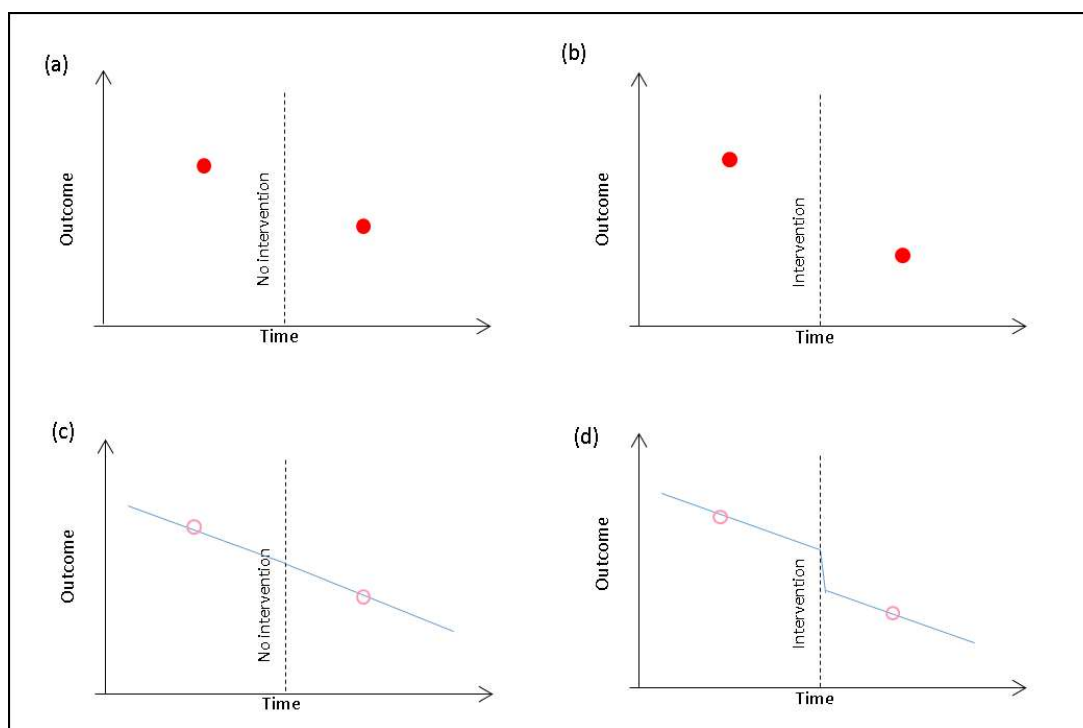 (a)
Outcome
No intervention
Time
(b)
Outcome
Intervention
Time
(c)
Outcome
No intervention
Time
(d)
Outcome
Intervention
Time